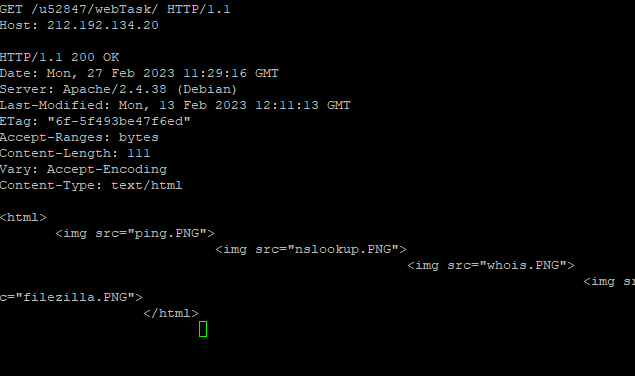 GET /u52847/webTask/ HTTP/1.1
Host: 212.192.134.20
HTTP/1.1 200 OK
Date: Mon, 27 Feb 2023 11:29:16 GMT
Server: Apache/2.4.38 (Debian)
Last-Modified: Mon, 13 Feb 2023 12:11:13 GMT
ETag: "6f-5f493be47f6ed"
Accept-Ranges: bytes
Content-Length: 111
Vary: Accept-Encoding
Content-Type: text/html
<html>
<img src="ping.PNG">
<img src="nslookup.PNG">
<img src="whois.PNG">
<img sr
c="filezilla.PNG">
</html>